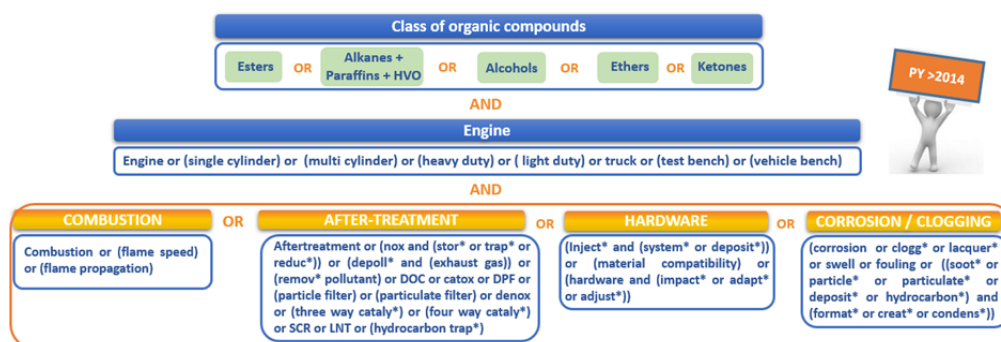 Class of organic compounds
Esters OR Alkanes + Paraffins + HVO OR Alcohols OR Ethers OR Ketones
PY >2014
AND
Engine
Engine or (single cylinder) or (multi cylinder) or (heavy duty) or ( light duty) or truck or (test bench) or (vehicle bench)
AND
COMBUSTION
Combustion or (flame speed)
or (flame propagation)
OR
AFTER-TREATMENT
Aftertreatment or (nox and (stor* or trap* or
reduc*)) or (depoll* and (exhaust gas)) or
(remov* pollutant) or DOC or catox or DPF or
(particle filter) or (particulate filter) or denox
or (three way cataly*) or (four way cataly*)
or SCR or LNT or (hydrocarbon trap*)
or
HARDWARE
(Inject* and (system* or deposit*))
or (material compatibility) or
(hardware and (impact* or adapt*
or adjust*))
or
CORROSION / CLOGGING
(corrosion or clogg* or lacquer*
or swell or fouling or ((soot* or
particle* or particulate* or
deposit* or hydrocarbon*) and
(format* or creat* or condens*))